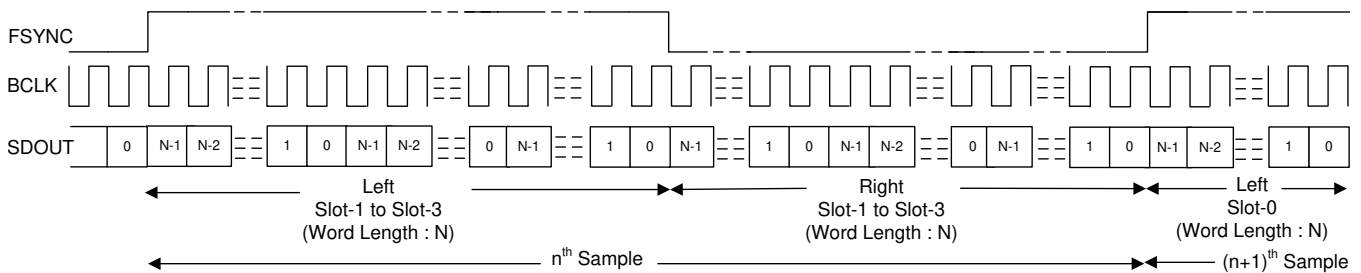 FSYNC
BCLK
SDOUT 0 N-1 N-2 1 0 N-1 N-2 0 N-1 1 0 N-1 1 0 N-1 N-2 0 N-1 1 0 N-1 N-2 1 0
Left
Slot-1 to Slot-3
(Word Length : N)
Right
Slot-1 to Slot-3
(Word Length : N)
Left
Slot-0
(Word Length : N)
nth Sample
(n+1)th Sample